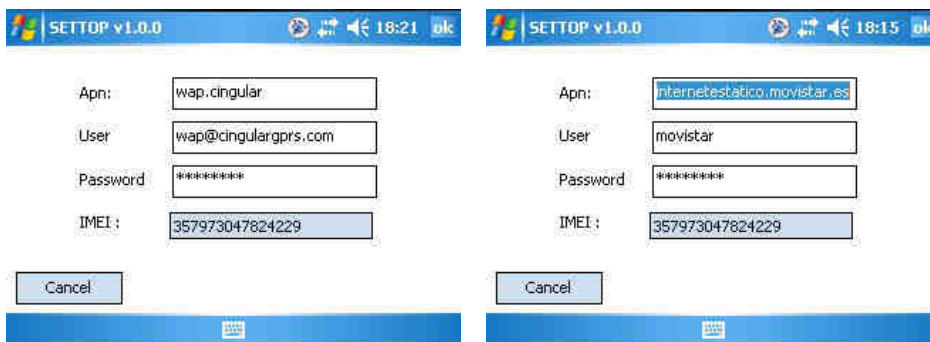 SETTOP v1.0.0 18:21 ok
Apn: wap.cingular
User wap@cingulargprs.com
Password ********
IMEI : 357973047824229
Cancel
SETTOP v1.0.0 18:15 ok
Apn: internetestatico.movistar.es
User movistar
Password ********
IMEI : 357973047824229
Cancel